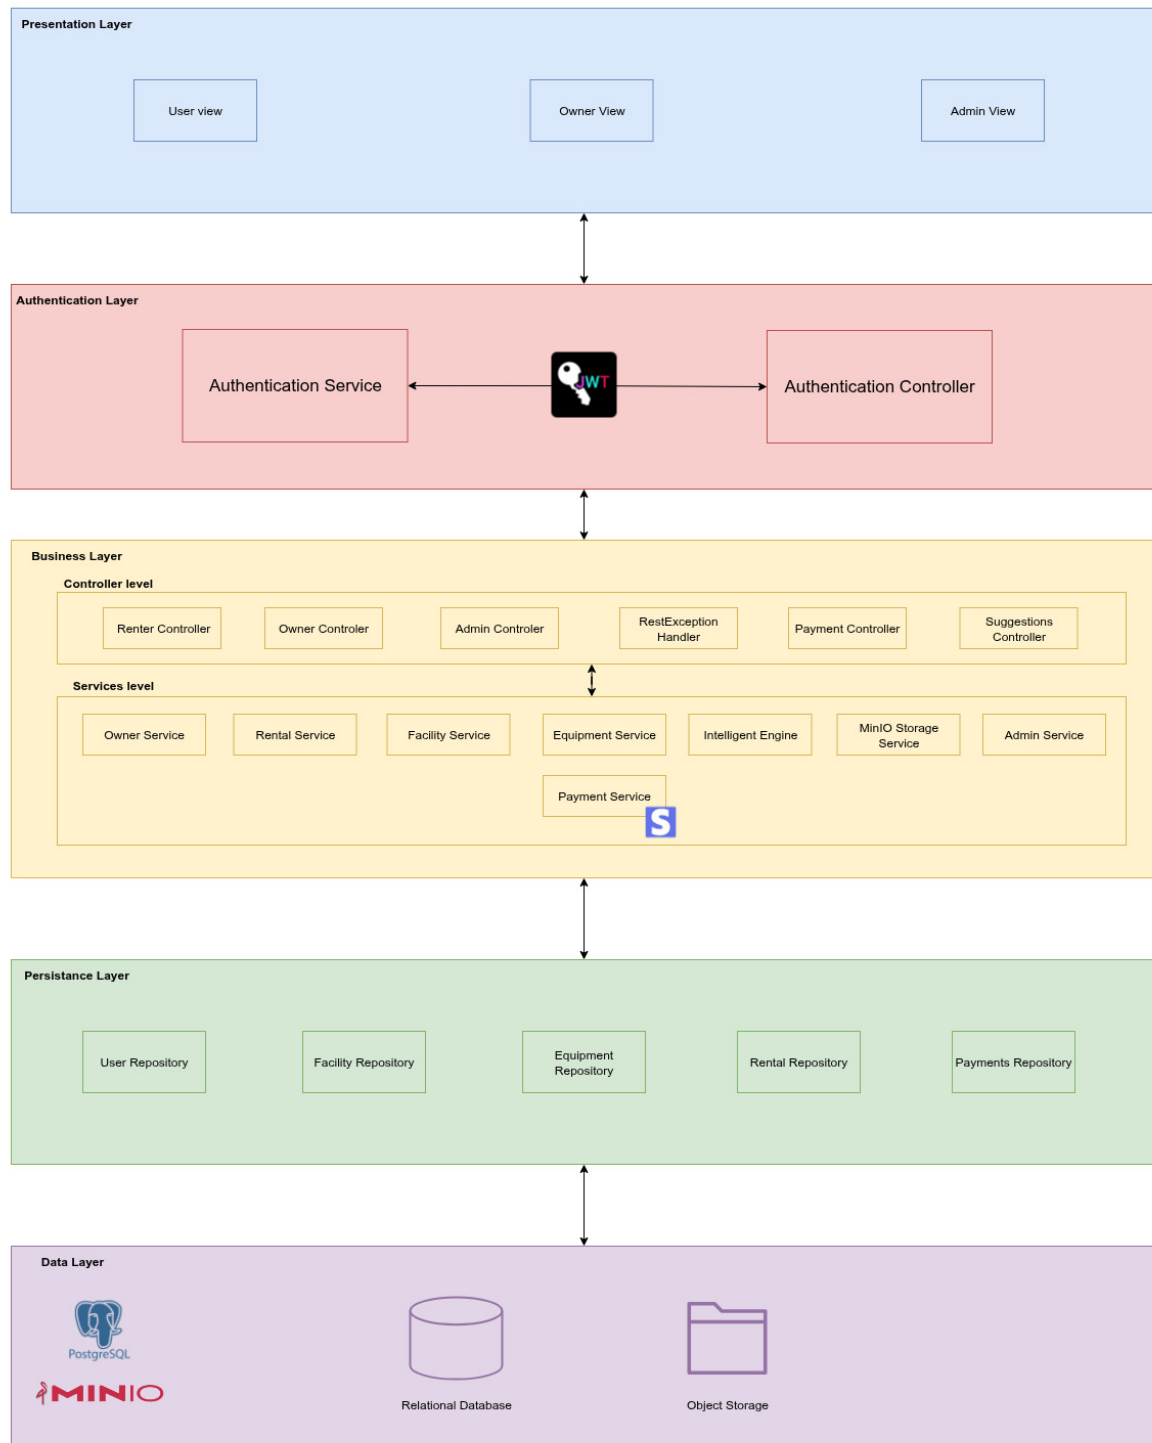 Presentation Layer
User view
Owner View
Admin View
Authentication Layer
Authentication Service
JWT
Authentication Controller
Business Layer
Controller level
Renter Controller
Owner Controler
Admin Controler
RestException
Handler
Payment Controller
Suggestions
Controller
Services level
Owner Service
Rental Service
Facility Service
Equipment Service
Intelligent Engine
MinIO Storage
Service
Admin Service
Payment Service
S
Persistance Layer
User Repository
Facility Repository
Equipment
Repository
Rental Repository
Payments Repository
Data Layer
PostgreSQL
MINIO
Relational Database
Object Storage